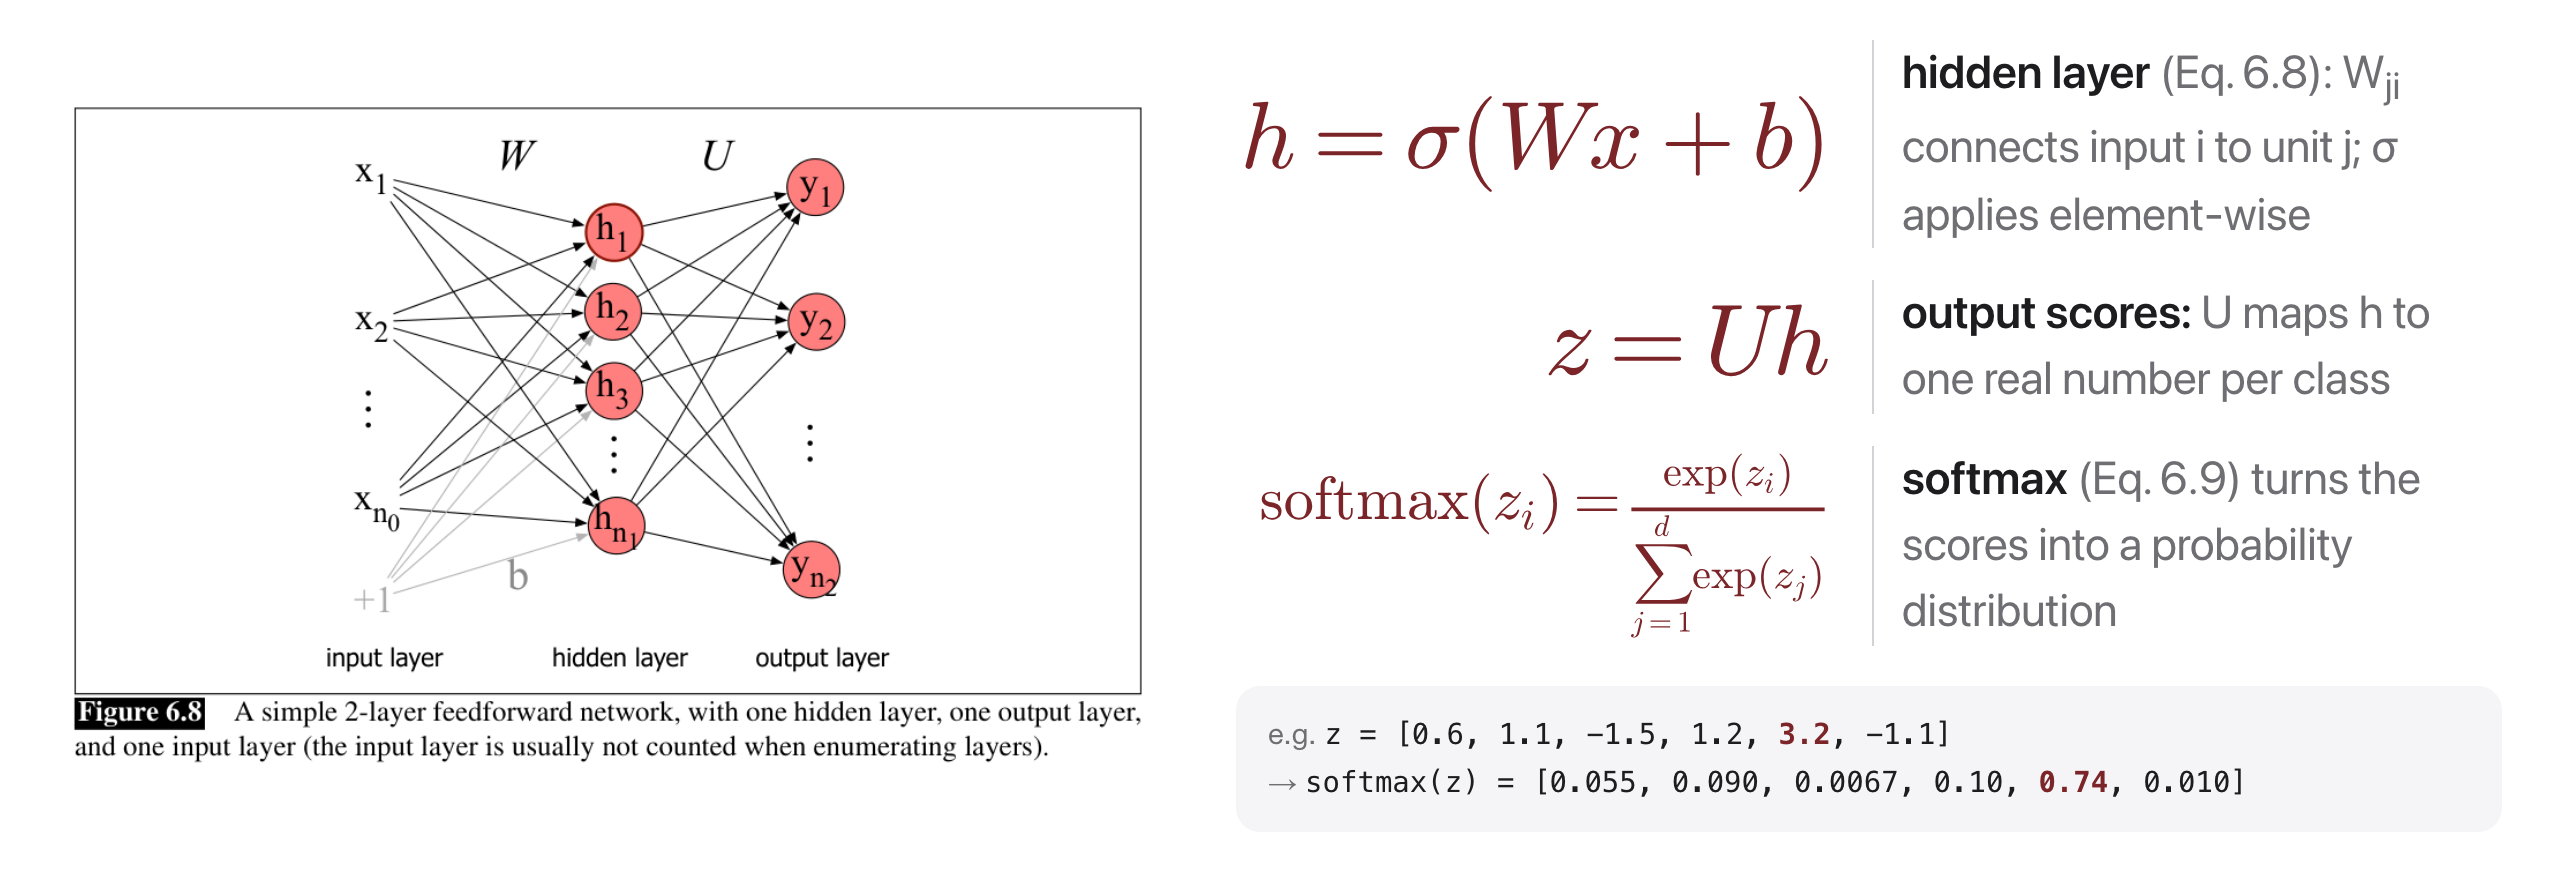 W U
x1
x2
⋮
xn0
+1
b
h1
h2
h3
⋮
hn1
y1
y2
⋮
yn2
input layer hidden layer output layer
Figure 6.8 A simple 2-layer feedforward network, with one hidden layer, one output layer,
and one input layer (the input layer is usually not counted when enumerating layers).
h = σ(Wx + b)
hidden layer (Eq. 6.8): Wji
connects input i to unit j; σ
applies element-wise
z = Uh
output scores: U maps h to
one real number per class
softmax(zi) = exp(zi) / ∑ j=1 d exp(zj)
softmax (Eq. 6.9) turns the
scores into a probability
distribution
e.g. z = [0.6, 1.1, −1.5, 1.2, 3.2, −1.1]
→ softmax(z) = [0.055, 0.090, 0.0067, 0.10, 0.74, 0.010]